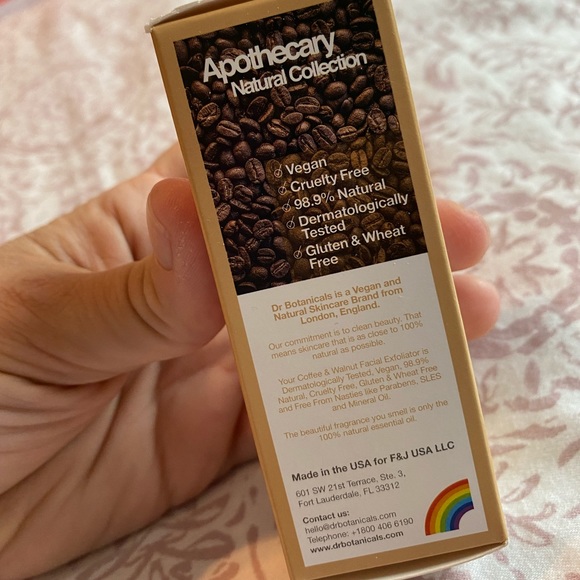 Apothecary
Natural Collection
Vegan
Cruelty Free
98.9% Natural
Dermatologically
Tested
Gluten & Wheat
Free
Dr Botanicals is a Vegan and
Natural Skincare Brand from
London, England.
Our commitment is to clean beauty. That
means skincare that is as close to 100%
natural as possible.
Your Coffee & Walnut Facial Exfoliator is
Dermatologically Tested, Vegan, 98.9%
Natural, Cruelty Free, Gluten & Wheat Free
and Free From Nasties like Parabens, SLES
and Mineral Oil.
The beautiful fragrance you smell is only the
100% natural essential oil.
Made in the USA for F&J USA LLC
601 SW 21st Terrace, Ste. 3,
Fort Lauderdale, FL 33312
Contact us:
hello@drbotanicals.com
Telephone: +1800 406 6190
www.drbotanicals.com